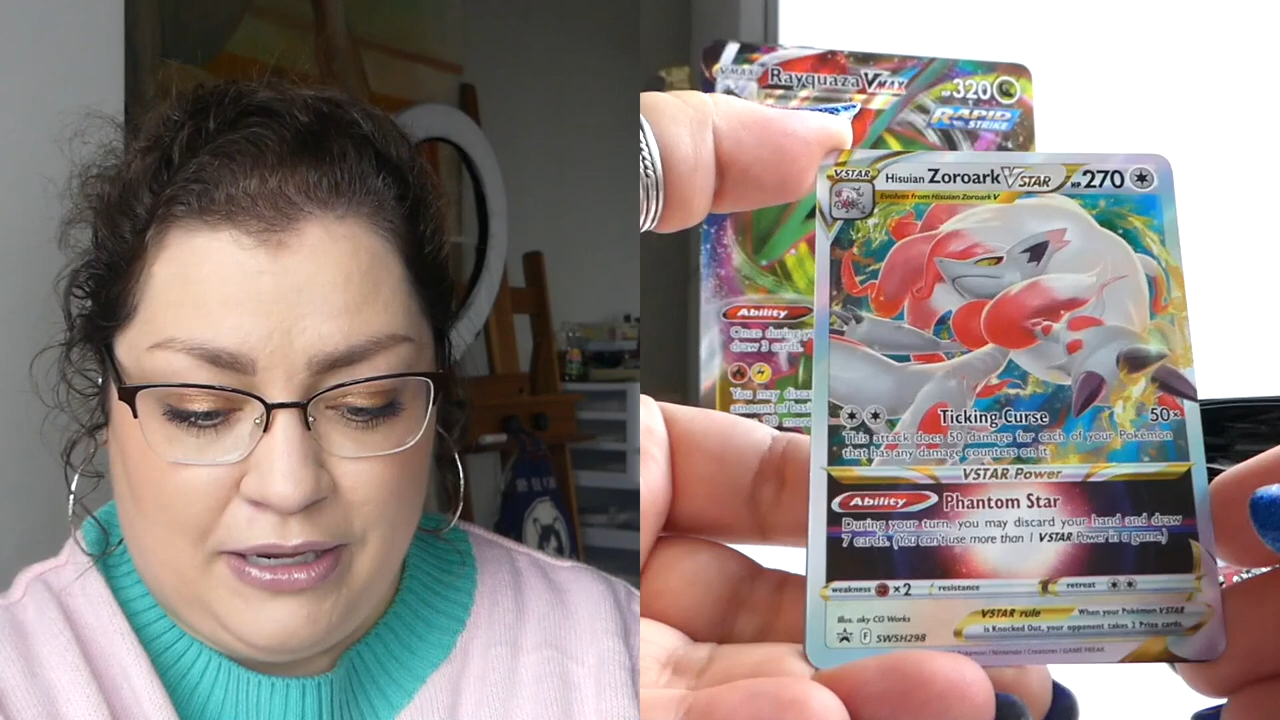 VMAX
Rayquaza VMAX
HP 320
RAPID
STRIKE
Ability
Once during
draw 3 cards.
You may
amount of
VSTAR
Hisuian Zoroark VSTAR HP 270
Evolves from Hisuian Zoroark V
Ticking Curse 50×
This attack does 50 damage for each of your Pokémon
that has any damage counters on it.
VSTAR Power
Ability Phantom Star
During your turn, you may discard your hand and draw
7 cards. (You can't use more than 1 VSTAR Power in a game.)
weakness ×2 resistance retreat
Illus. aky CG Works
F SWSH298
VSTAR rule When your Pokémon VSTAR
is Knocked Out, your opponent takes 2 Prize cards.
Pokémon / Nintendo / Creatures / GAME FREAK.